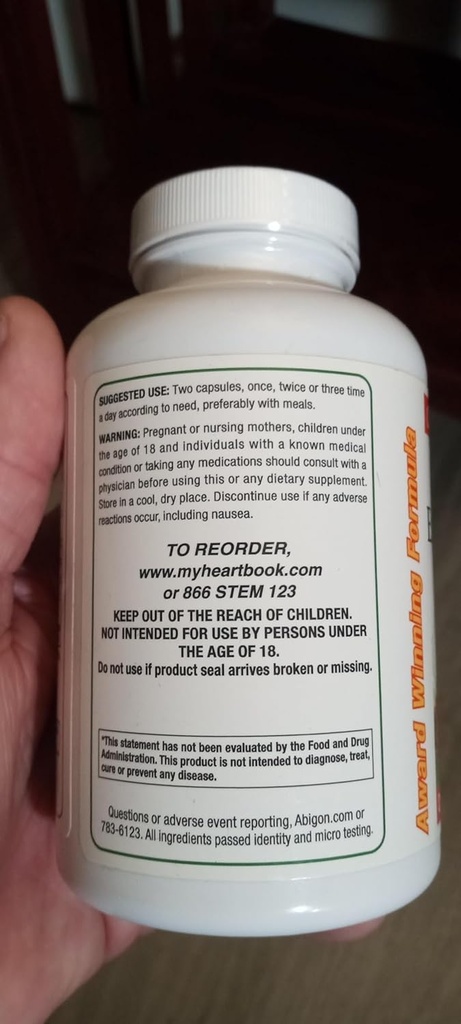 SUGGESTED USE: Two capsules, once, twice or three time
a day according to need, preferably with meals.
WARNING: Pregnant or nursing mothers, children under
the age of 18 and individuals with a known medical
condition or taking any medications should consult with a
physician before using this or any dietary supplement.
Store in a cool, dry place. Discontinue use if any adverse
reactions occur, including nausea.
TO REORDER,
www.myheartbook.com
or 866 STEM 123
KEEP OUT OF THE REACH OF CHILDREN.
NOT INTENDED FOR USE BY PERSONS UNDER
THE AGE OF 18.
Do not use if product seal arrives broken or missing.
*This statement has not been evaluated by the Food and Drug
Administration. This product is not intended to diagnose, treat,
cure or prevent any disease.
Questions or adverse event reporting, Abigon.com or
783-6123. All ingredients passed identity and micro testing.
Award Winning Formula